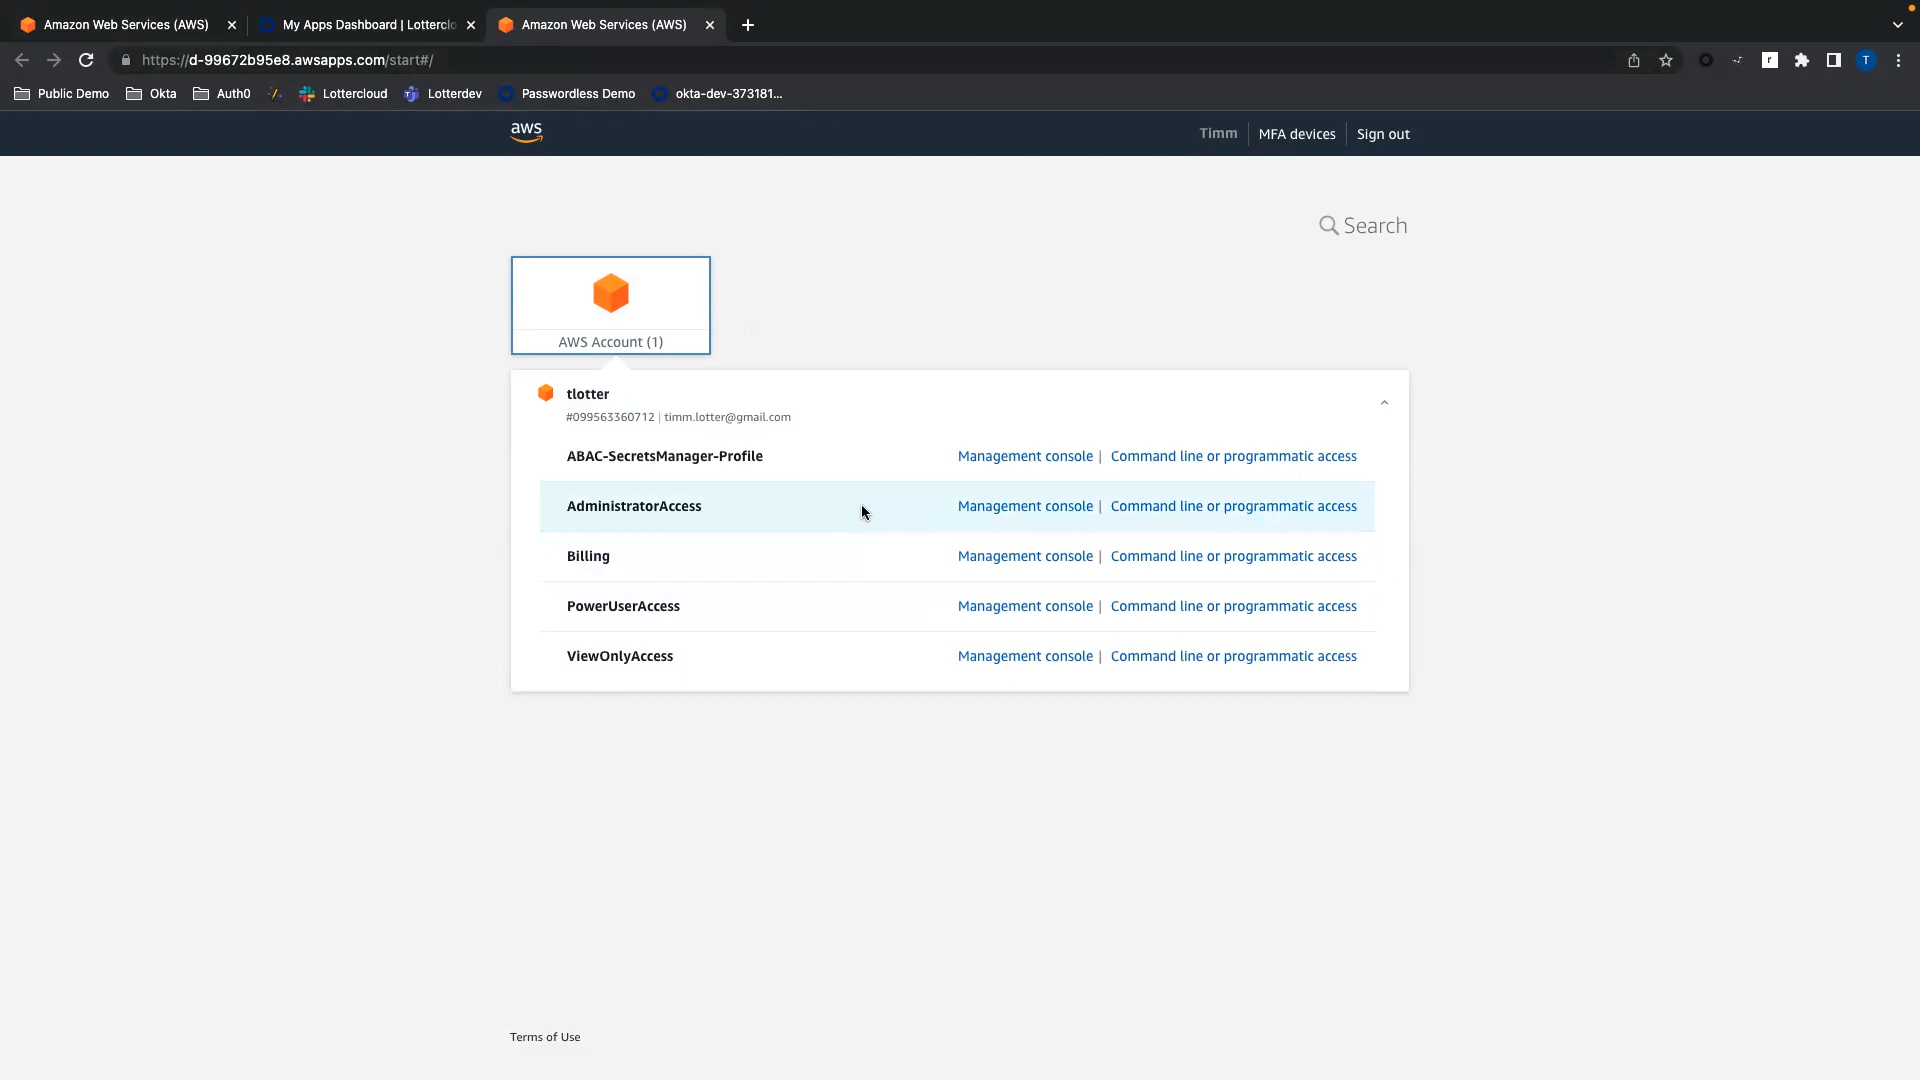 Amazon Web Services (AWS)
My Apps Dashboard | Lottercl
Amazon Web Services (AWS)
https://d-99672b95e8.awsapps.com/start#/
T
Public Demo
Okta
Auth0
Lottercloud
Lotterdev
Passwordless Demo
okta-dev-373181...
aws
Timm
MFA devices
Sign out
Search
AWS Account (1)
tlotter
#099563360712 | timm.lotter@gmail.com
ABAC-SecretsManager-Profile Management console | Command line or programmatic access
AdministratorAccess Management console | Command line or programmatic access
Billing Management console | Command line or programmatic access
PowerUserAccess Management console | Command line or programmatic access
ViewOnlyAccess Management console | Command line or programmatic access
Terms of Use